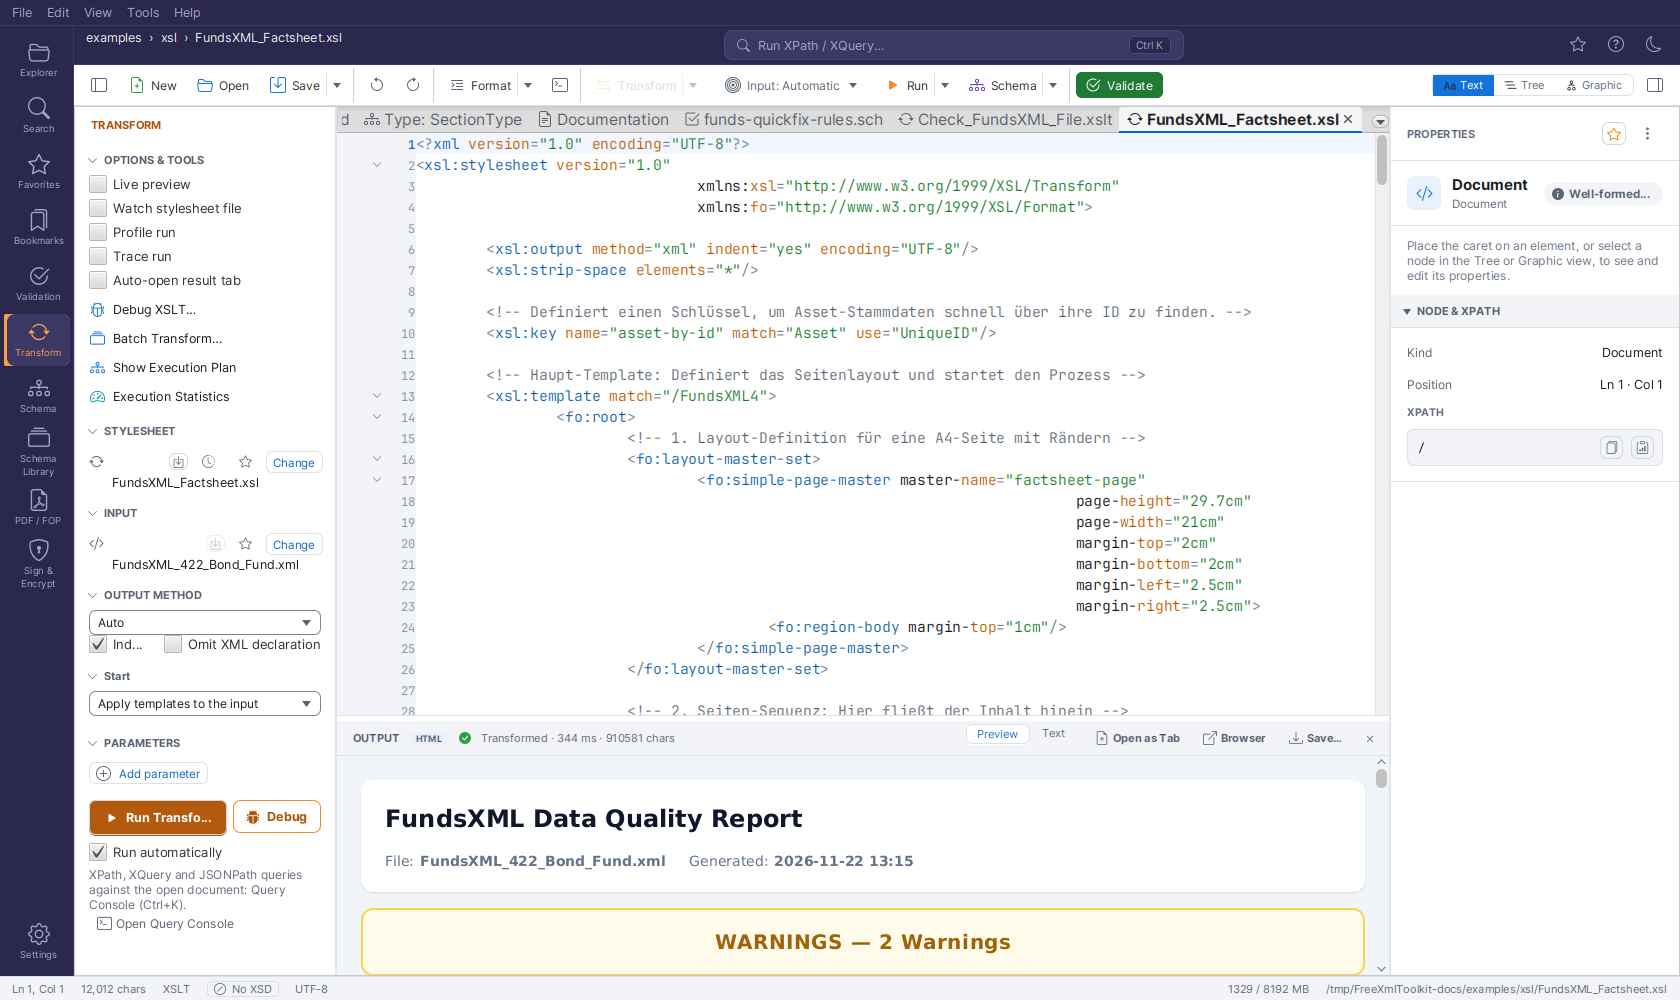 File Edit View Tools Help
examples › xsl › FundsXML_Factsheet.xsl
Run XPath / XQuery... Ctrl K
New Open Save Format Transform Input: Automatic Run Schema Validate Aa Text Tree Graphic
Explorer
Search
Favorites
Bookmarks
Validation
Transform
Schema
Schema
Library
PDF / FOP
Sign &
Encrypt
Settings
TRANSFORM
OPTIONS & TOOLS
Live preview
Watch stylesheet file
Profile run
Trace run
Auto-open result tab
Debug XSLT...
Batch Transform...
Show Execution Plan
Execution Statistics
STYLESHEET
Change
FundsXML_Factsheet.xsl
INPUT
Change
FundsXML_422_Bond_Fund.xml
OUTPUT METHOD
Auto
Ind... Omit XML declaration
Start
Apply templates to the input
PARAMETERS
Add parameter
Run Transfo... Debug
Run automatically
XPath, XQuery and JSONPath queries
against the open document: Query
Console (Ctrl+K).
Open Query Console
d Type: SectionType Documentation funds-quickfix-rules.sch Check_FundsXML_File.xslt FundsXML_Factsheet.xsl ×
1 <?xml version="1.0" encoding="UTF-8"?>
2 <xsl:stylesheet version="1.0"
3 xmlns:xsl="http://www.w3.org/1999/XSL/Transform"
4 xmlns:fo="http://www.w3.org/1999/XSL/Format">
5
6 <xsl:output method="xml" indent="yes" encoding="UTF-8"/>
7 <xsl:strip-space elements="*"/>
8
9 <!-- Definiert einen Schlüssel, um Asset-Stammdaten schnell über ihre ID zu finden. -->
10 <xsl:key name="asset-by-id" match="Asset" use="UniqueID"/>
11
12 <!-- Haupt-Template: Definiert das Seitenlayout und startet den Prozess -->
13 <xsl:template match="/FundsXML4">
14 <fo:root>
15 <!-- 1. Layout-Definition für eine A4-Seite mit Rändern -->
16 <fo:layout-master-set>
17 <fo:simple-page-master master-name="factsheet-page"
18 page-height="29.7cm"
19 page-width="21cm"
20 margin-top="2cm"
21 margin-bottom="2cm"
22 margin-left="2.5cm"
23 margin-right="2.5cm">
24 <fo:region-body margin-top="1cm"/>
25 </fo:simple-page-master>
26 </fo:layout-master-set>
27
28 <!-- 2. Seiten-Sequenz: Hier fließt der Inhalt hinein -->
OUTPUT HTML Transformed · 344 ms · 910581 chars Preview Text Open as Tab Browser Save... ×
FundsXML Data Quality Report
File: FundsXML_422_Bond_Fund.xml Generated: 2026-11-22 13:15
WARNINGS — 2 Warnings
PROPERTIES
Document
Document
Well-formed...
Place the caret on an element, or select a
node in the Tree or Graphic view, to see and
edit its properties.
NODE & XPATH
Kind Document
Position Ln 1 · Col 1
XPATH
/
Ln 1, Col 1 12,012 chars XSLT No XSD UTF-8 1329 / 8192 MB /tmp/FreeXmlToolkit-docs/examples/xsl/FundsXML_Factsheet.xsl